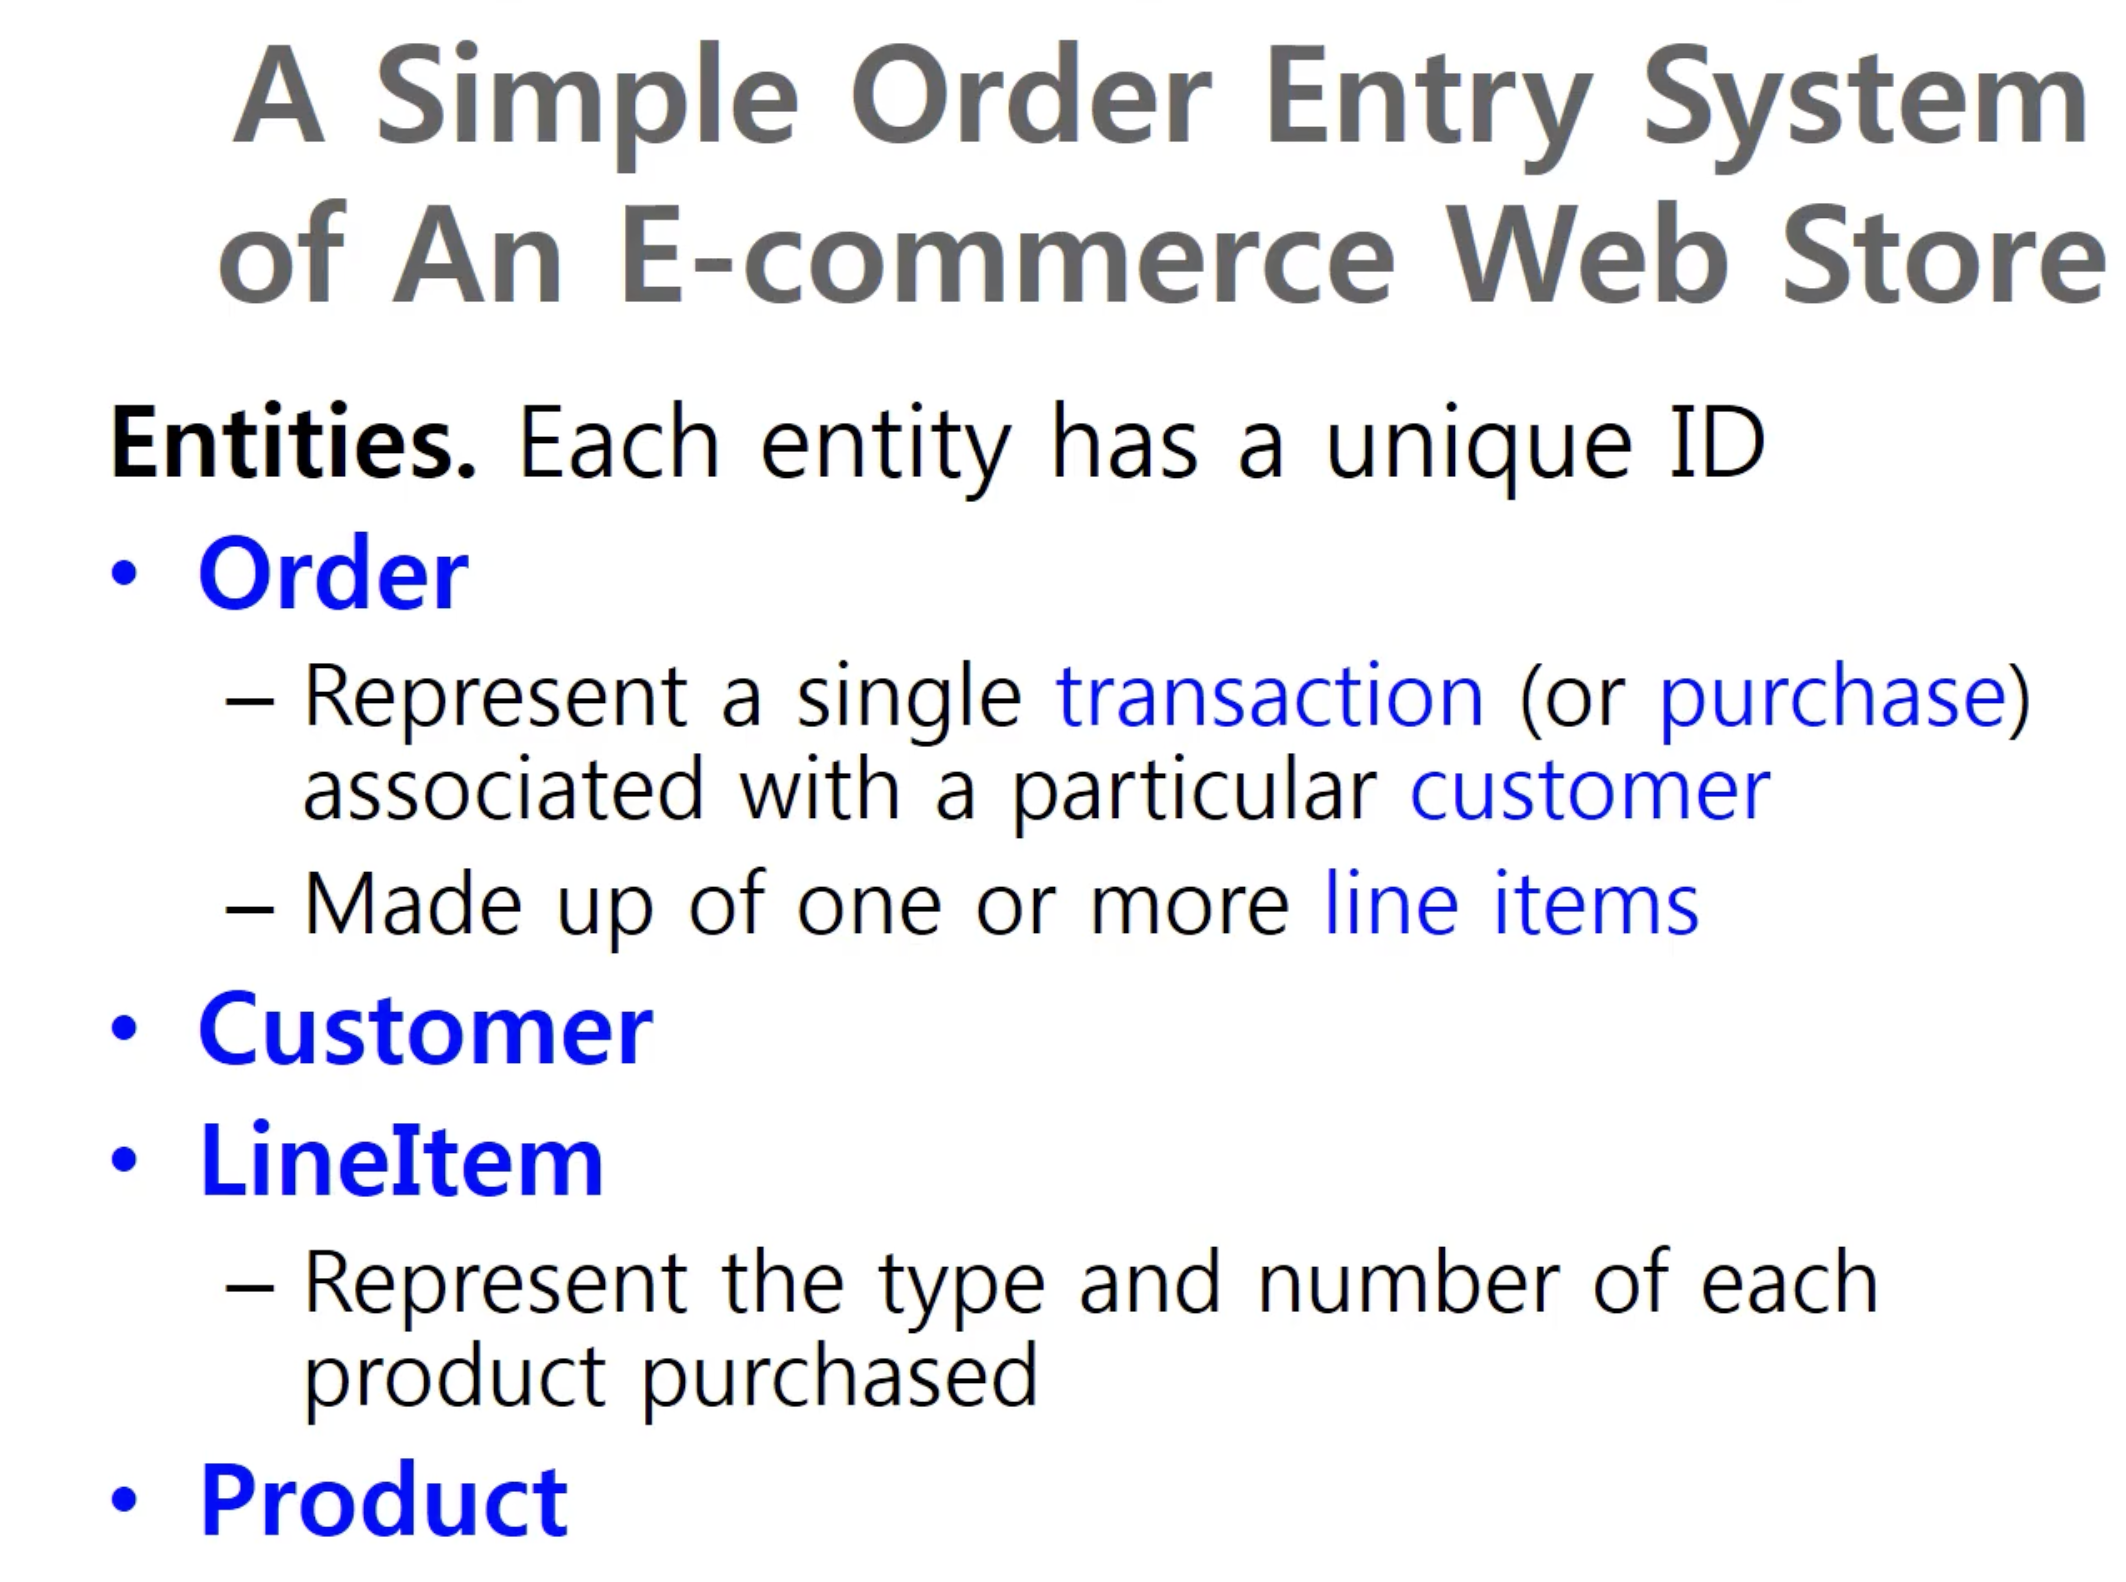 A Simple Order Entry System
of An E-commerce Web Store
Entities. Each entity has a unique ID
• Order
– Represent a single transaction (or purchase)
associated with a particular customer
– Made up of one or more line items
• Customer
• LineItem
– Represent the type and number of each
product purchased
• Product